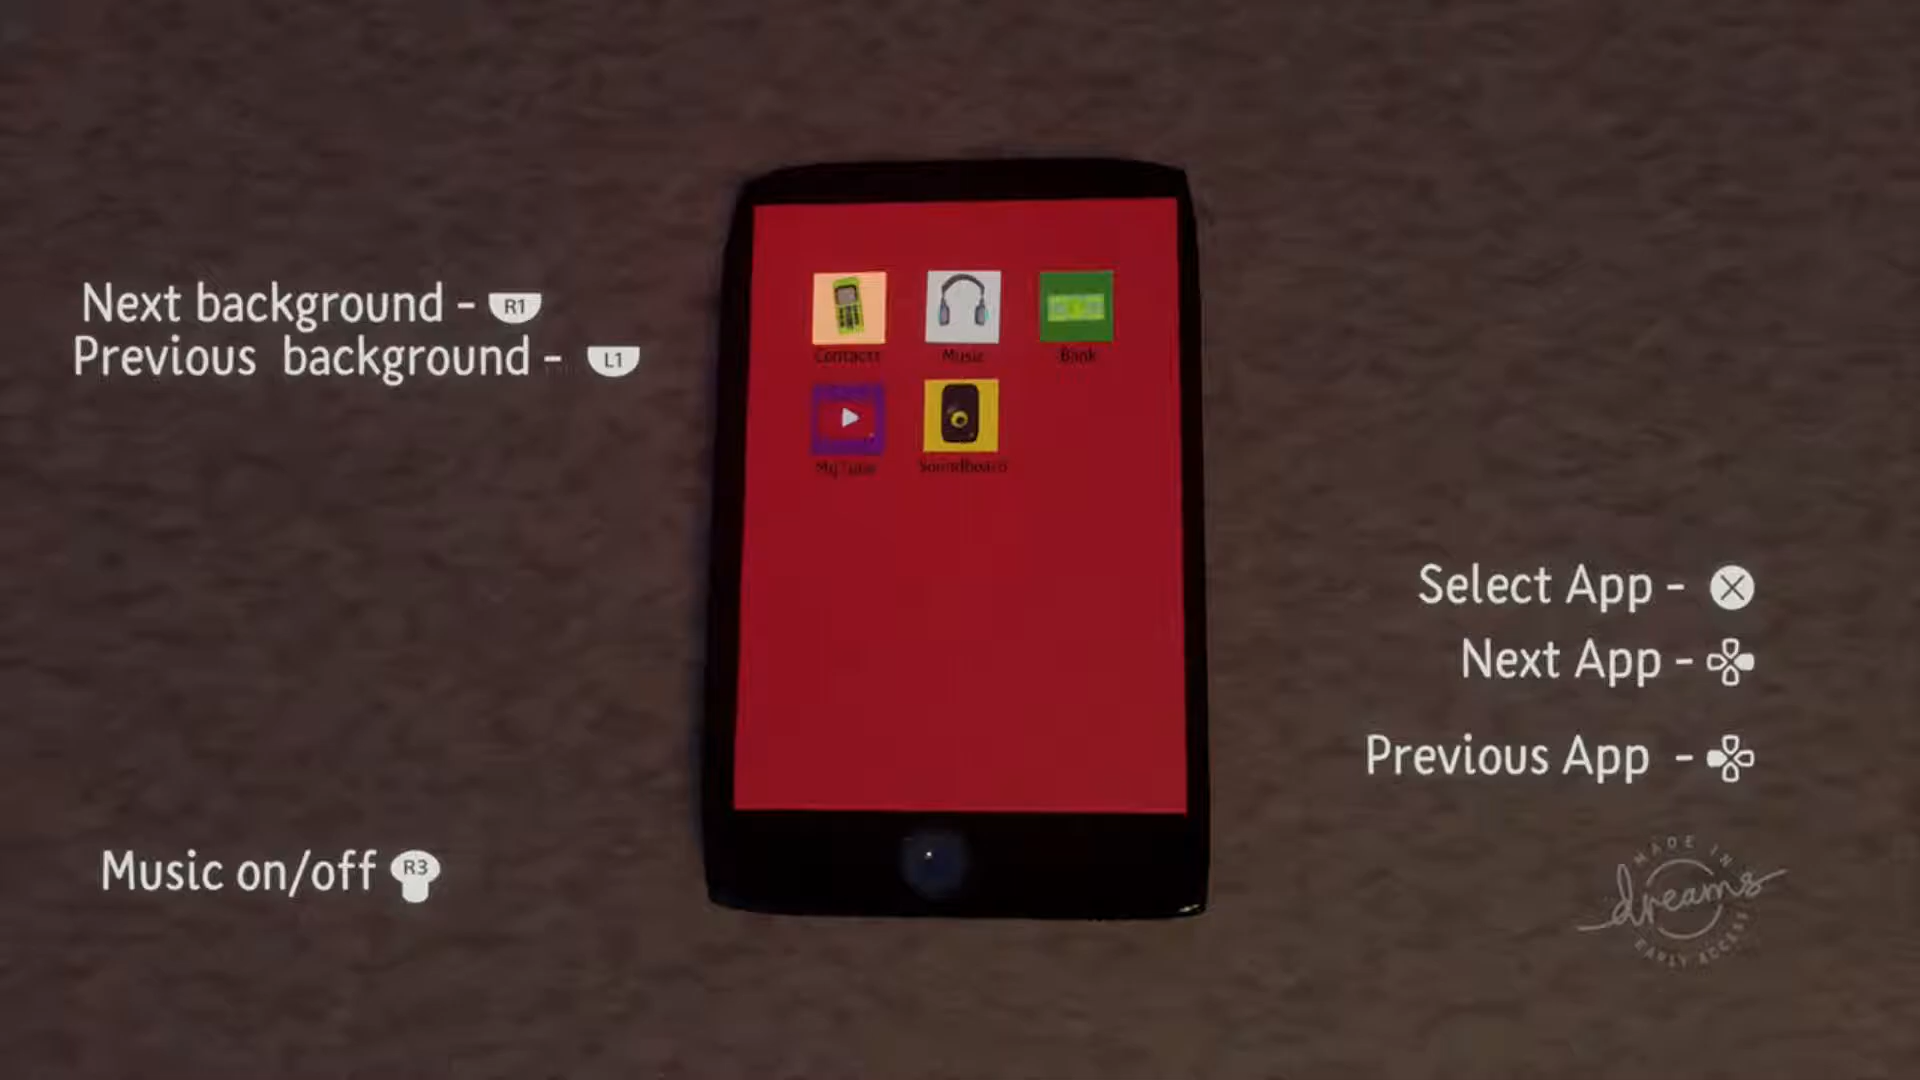 Next background - R1
Previous background - L1
Contacts Music Bank
MyTube Soundboard
Select App -
Next App -
Previous App -
Music on/off R3
MADE IN
dreams
EARLY ACCESS